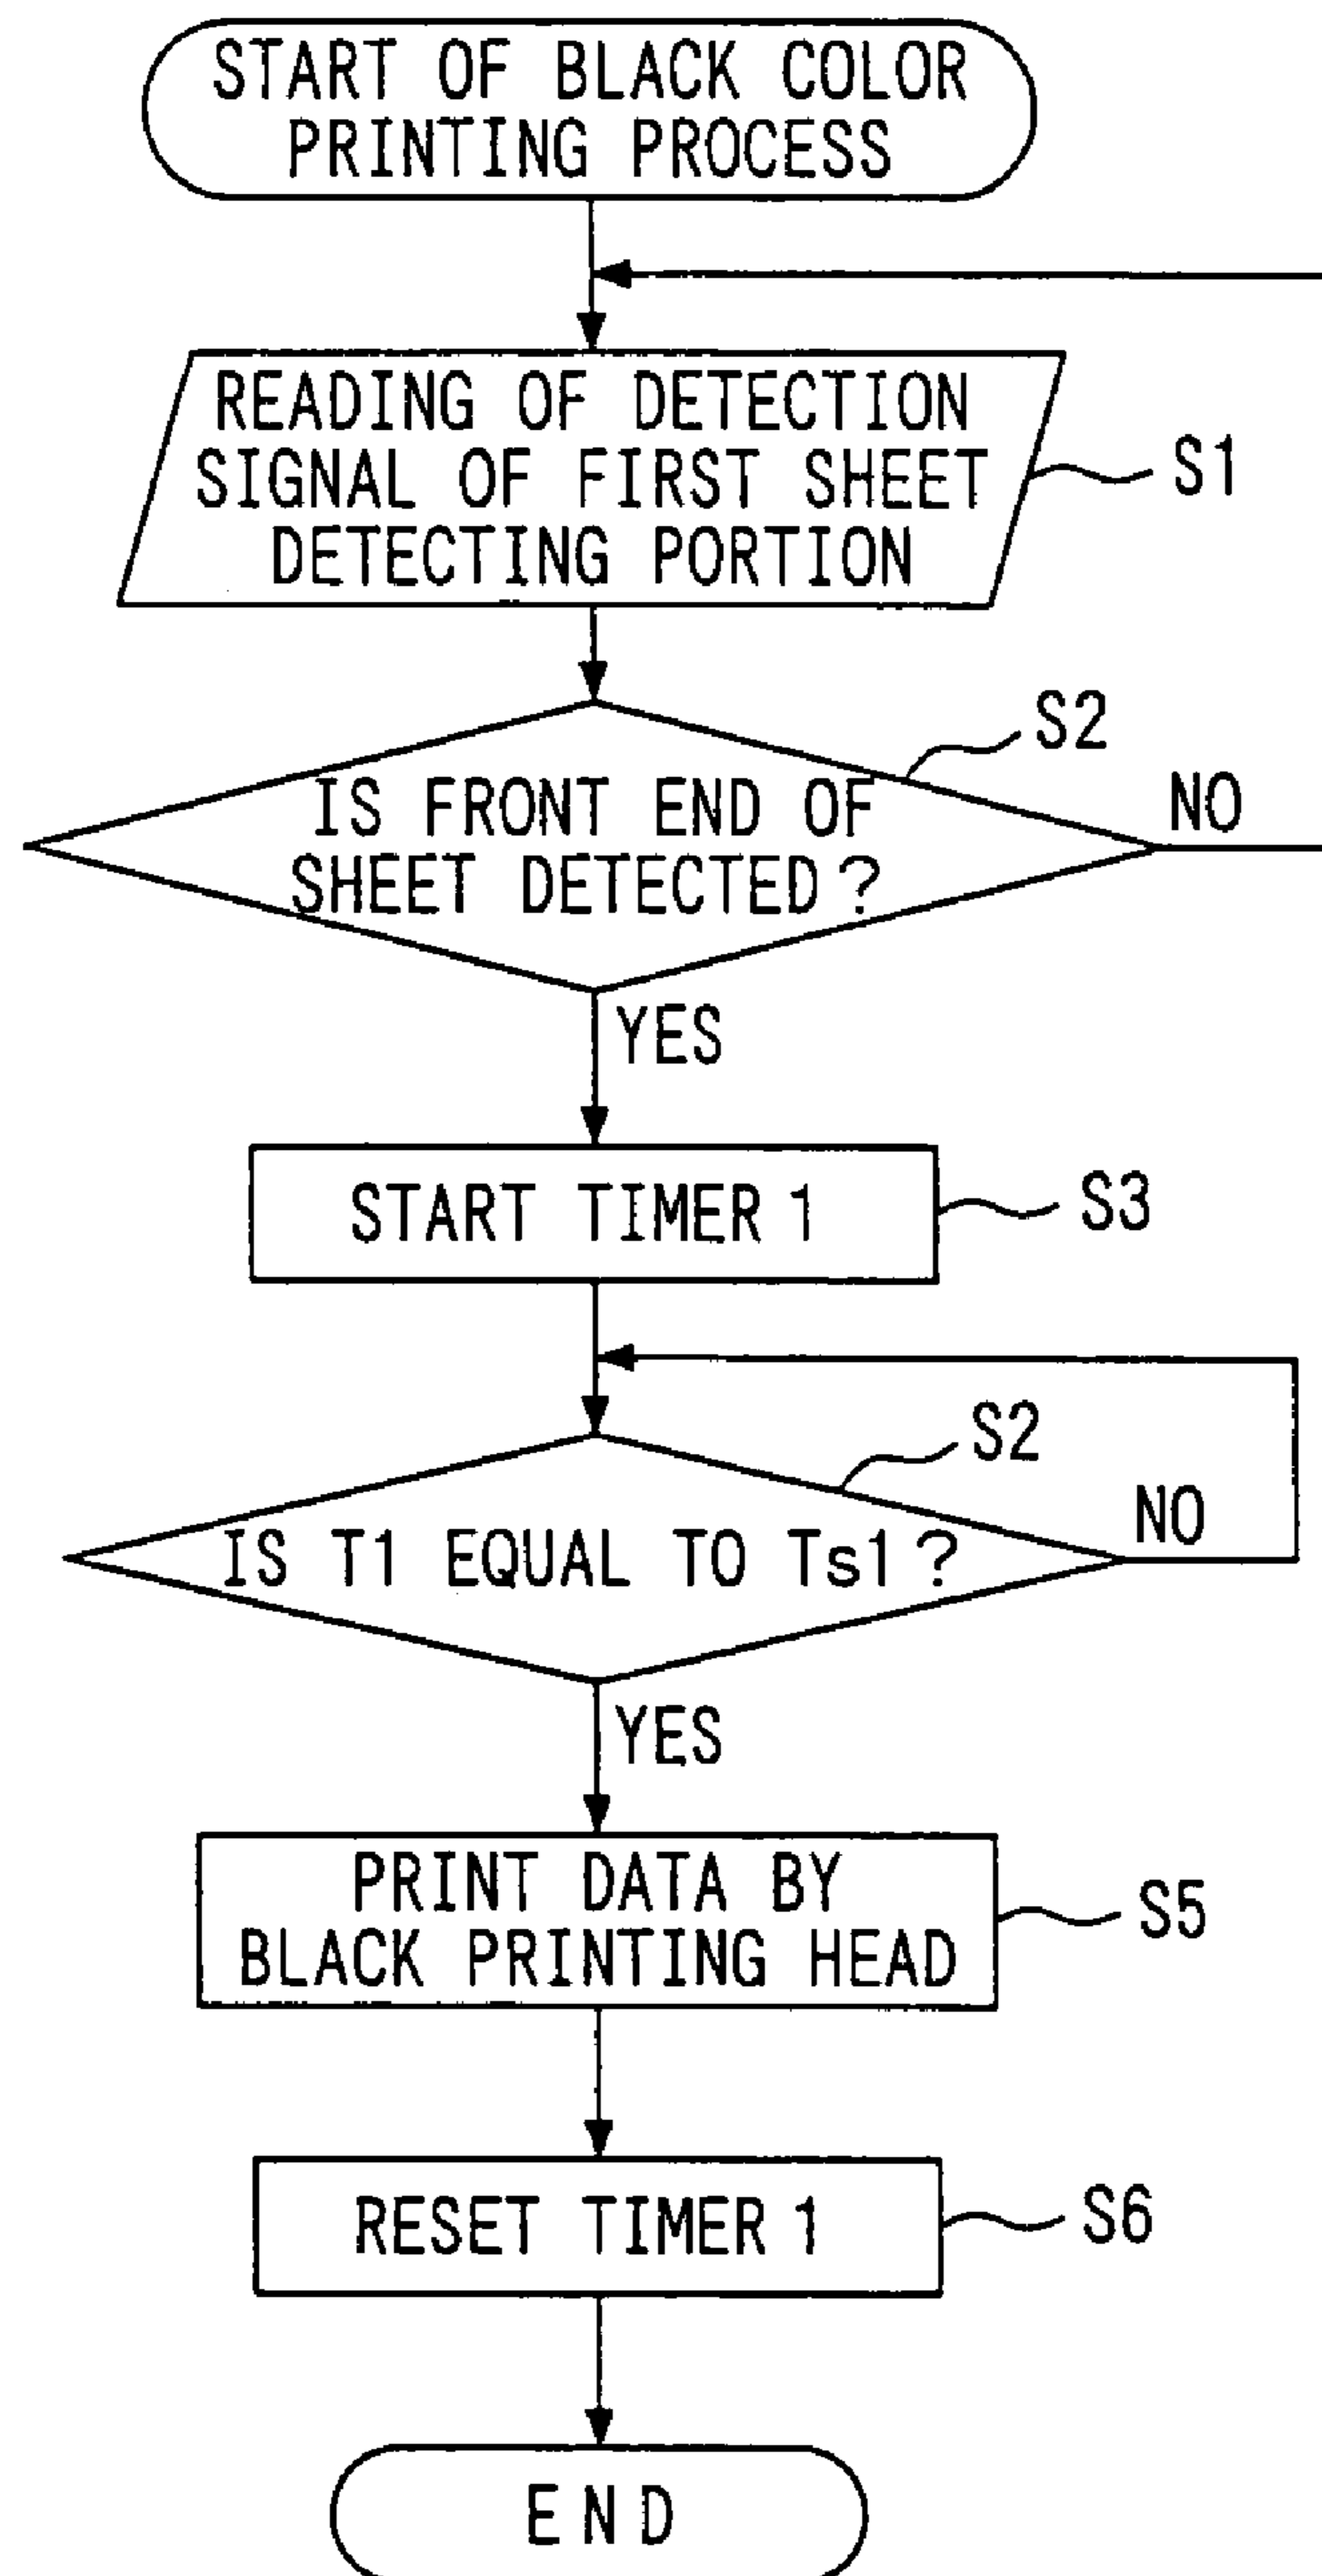 START OF BLACK COLOR
PRINTING PROCESS
READING OF DETECTION
SIGNAL OF FIRST SHEET
DETECTING PORTION
S1
S2
IS FRONT END OF
SHEET DETECTED?
NO
YES
START TIMER 1
S3
S2
IS T1 EQUAL TO Ts1?
NO
YES
PRINT DATA BY
BLACK PRINTING HEAD
S5
RESET TIMER 1
S6
END